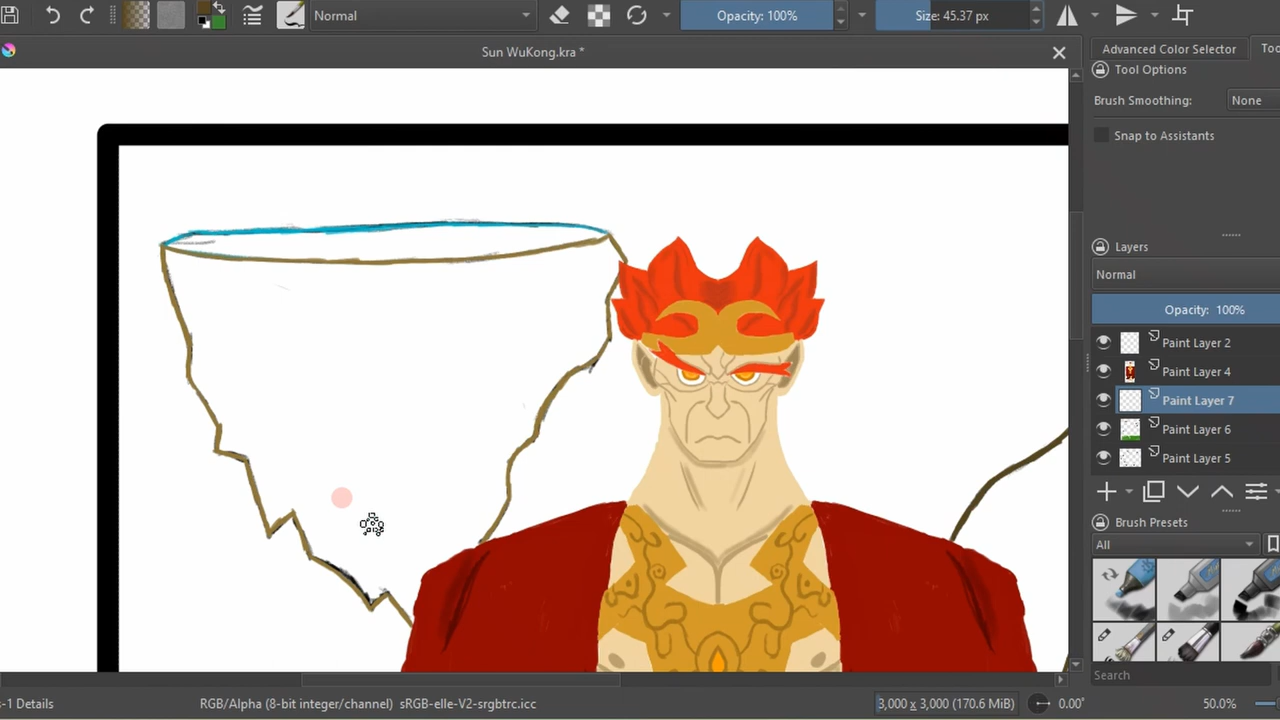 Normal
Opacity: 100%
Size: 45.37 px
Sun WuKong.kra *
Advanced Color Selector
Too
Tool Options
Brush Smoothing:
None
Snap to Assistants
Layers
Normal
Opacity: 100%
Paint Layer 2
Paint Layer 4
Paint Layer 7
Paint Layer 6
Paint Layer 5
Brush Presets
All
Search
s-1 Details
RGB/Alpha (8-bit integer/channel) sRGB-elle-V2-srgbtrc.icc
3,000 x 3,000 (170.6 MiB)
0.00°
50.0%